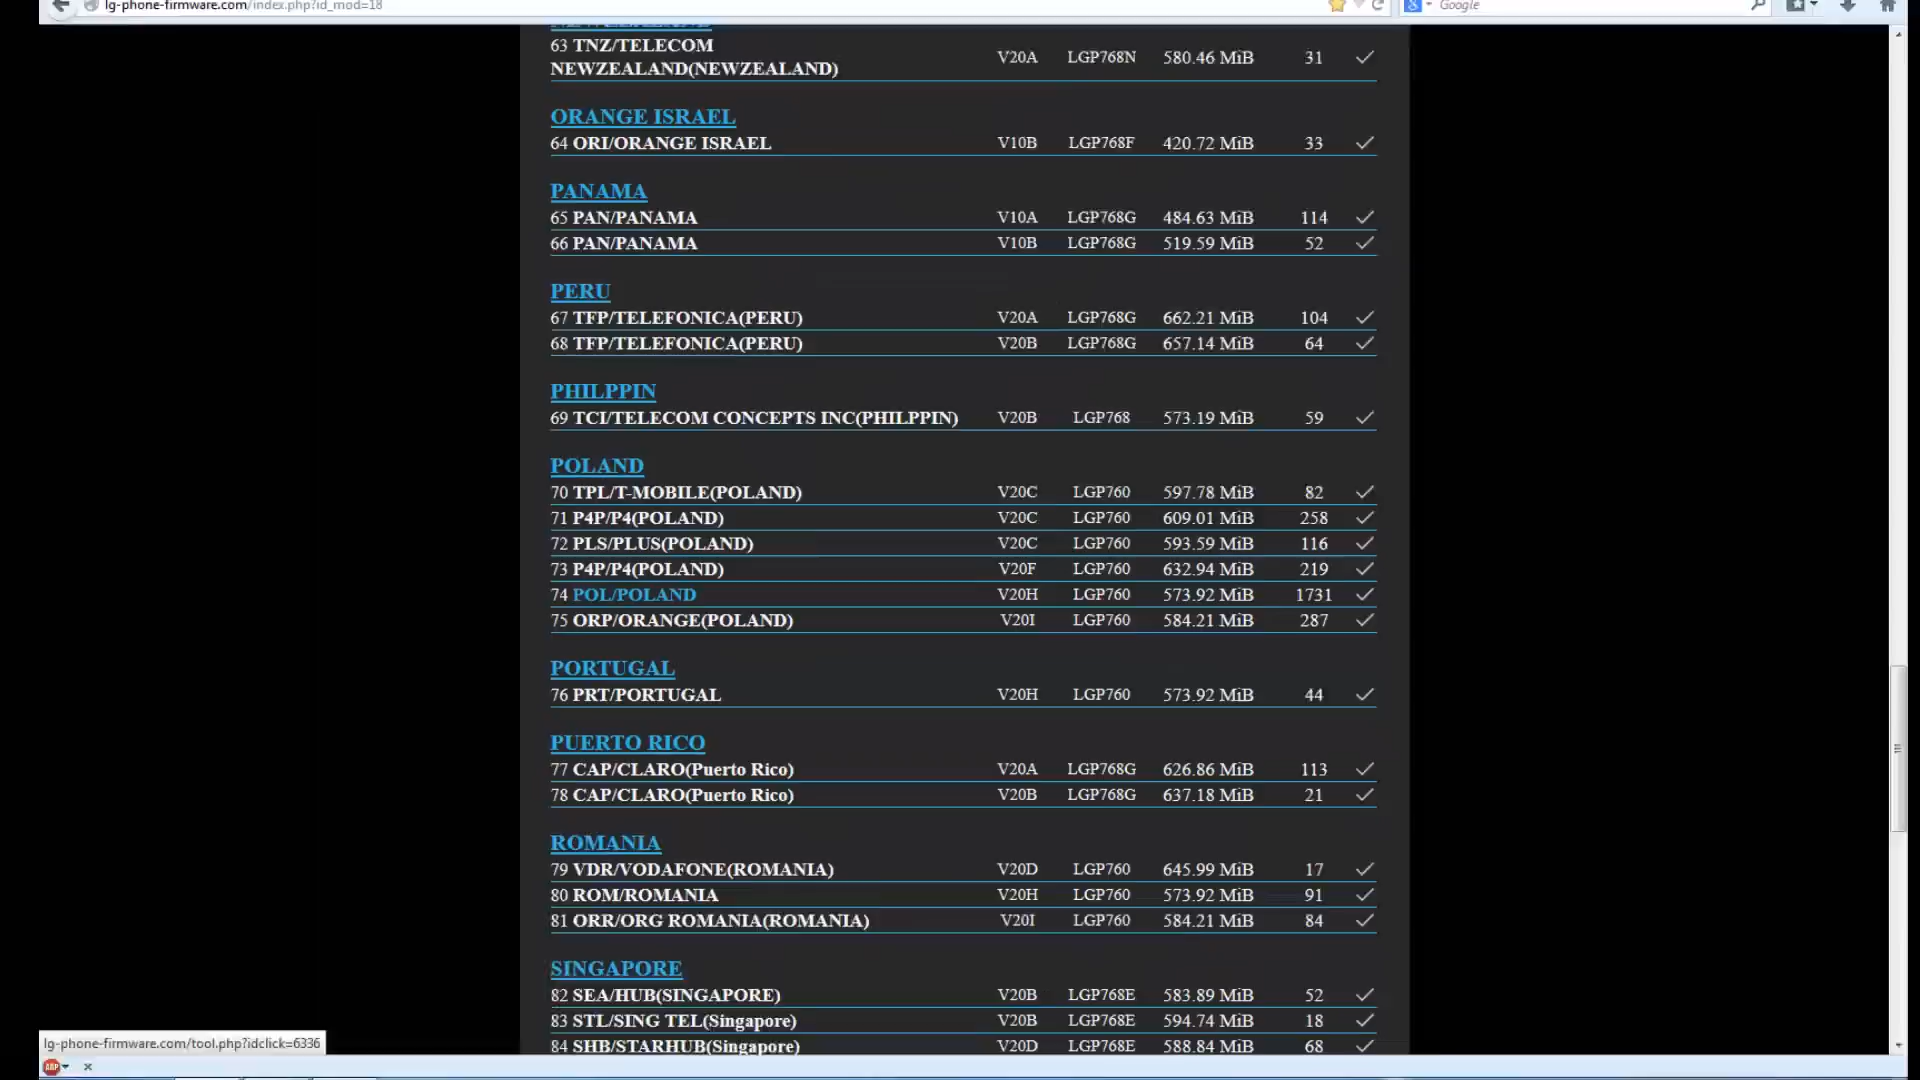 lg-phone-firmware.com/index.php?id_mod=18
Google
63 TNZ/TELECOM NEWZEALAND(NEWZEALAND) V20A LGP768N 580.46 MiB 31
ORANGE ISRAEL
64 ORI/ORANGE ISRAEL V10B LGP768F 420.72 MiB 33
PANAMA
65 PAN/PANAMA V10A LGP768G 484.63 MiB 114
66 PAN/PANAMA V10B LGP768G 519.59 MiB 52
PERU
67 TFP/TELEFONICA(PERU) V20A LGP768G 662.21 MiB 104
68 TFP/TELEFONICA(PERU) V20B LGP768G 657.14 MiB 64
PHILPPIN
69 TCI/TELECOM CONCEPTS INC(PHILPPIN) V20B LGP768 573.19 MiB 59
POLAND
70 TPL/T-MOBILE(POLAND) V20C LGP760 597.78 MiB 82
71 P4P/P4(POLAND) V20C LGP760 609.01 MiB 258
72 PLS/PLUS(POLAND) V20C LGP760 593.59 MiB 116
73 P4P/P4(POLAND) V20F LGP760 632.94 MiB 219
74 POL/POLAND V20H LGP760 573.92 MiB 1731
75 ORP/ORANGE(POLAND) V20I LGP760 584.21 MiB 287
PORTUGAL
76 PRT/PORTUGAL V20H LGP760 573.92 MiB 44
PUERTO RICO
77 CAP/CLARO(Puerto Rico) V20A LGP768G 626.86 MiB 113
78 CAP/CLARO(Puerto Rico) V20B LGP768G 637.18 MiB 21
ROMANIA
79 VDR/VODAFONE(ROMANIA) V20D LGP760 645.99 MiB 17
80 ROM/ROMANIA V20H LGP760 573.92 MiB 91
81 ORR/ORG ROMANIA(ROMANIA) V20I LGP760 584.21 MiB 84
SINGAPORE
82 SEA/HUB(SINGAPORE) V20B LGP768E 583.89 MiB 52
83 STL/SING TEL(Singapore) V20B LGP768E 594.74 MiB 18
84 SHB/STARHUB(Singapore) V20D LGP768E 588.84 MiB 68
lg-phone-firmware.com/tool.php?idclick=6336
ABP